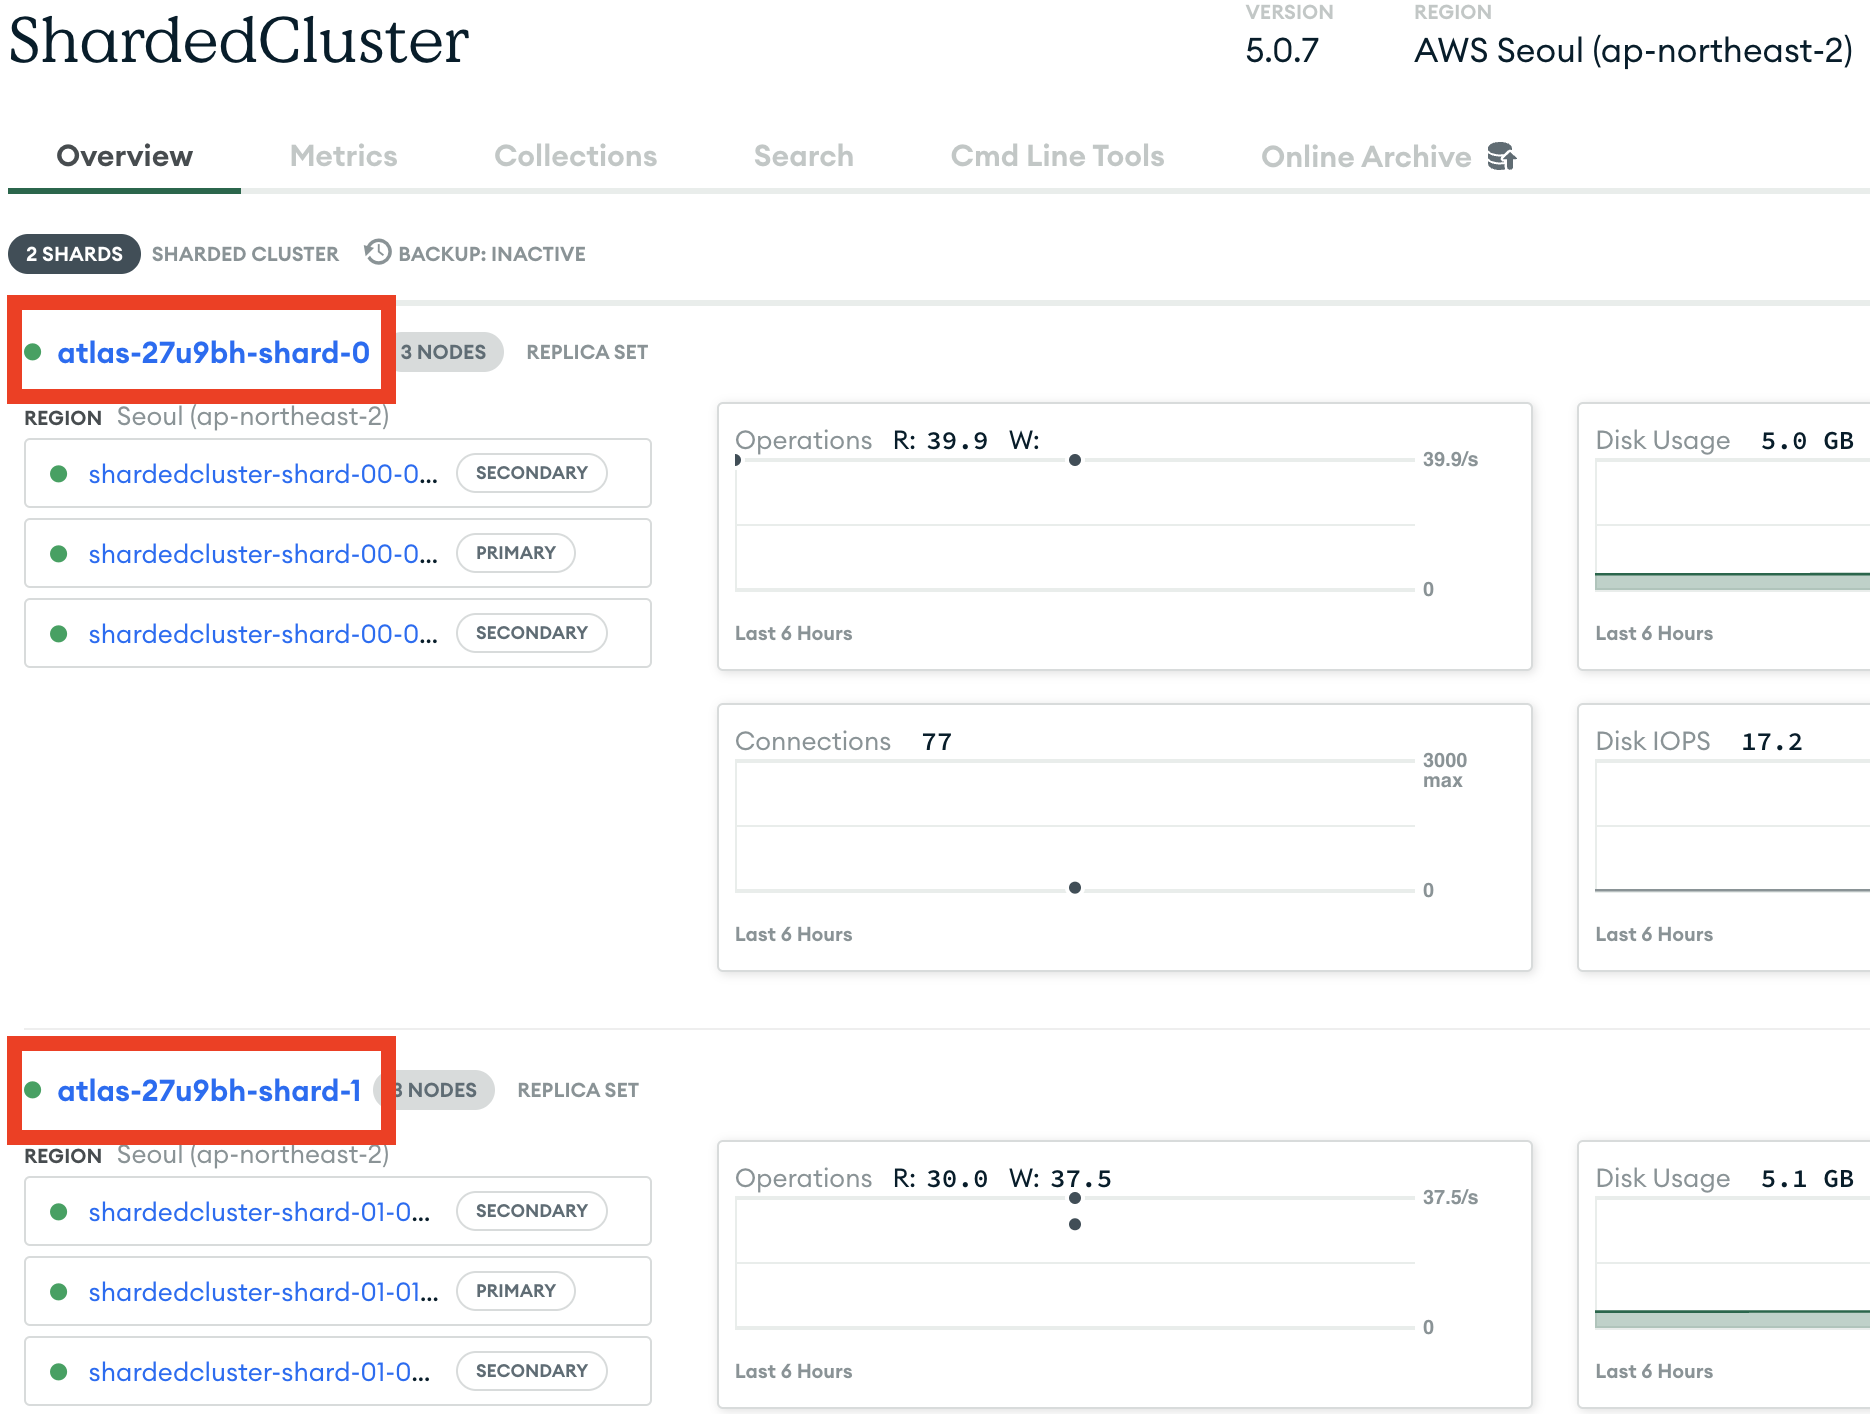 ShardedCluster
VERSION
5.0.7
REGION
AWS Seoul (ap-northeast-2)
Overview
Metrics
Collections
Search
Cmd Line Tools
Online Archive
2 SHARDS SHARDED CLUSTER BACKUP: INACTIVE
atlas-27u9bh-shard-0 3 NODES REPLICA SET
REGION Seoul (ap-northeast-2)
shardedcluster-shard-00-0... SECONDARY
shardedcluster-shard-00-0... PRIMARY
shardedcluster-shard-00-0... SECONDARY
Operations R: 39.9 W:
39.9/s
0
Last 6 Hours
Disk Usage 5.0 GB
Last 6 Hours
Connections 77
3000
max
0
Last 6 Hours
Disk IOPS 17.2
Last 6 Hours
atlas-27u9bh-shard-1 3 NODES REPLICA SET
REGION Seoul (ap-northeast-2)
shardedcluster-shard-01-0... SECONDARY
shardedcluster-shard-01-01... PRIMARY
shardedcluster-shard-01-0... SECONDARY
Operations R: 30.0 W: 37.5
37.5/s
0
Last 6 Hours
Disk Usage 5.1 GB
Last 6 Hours